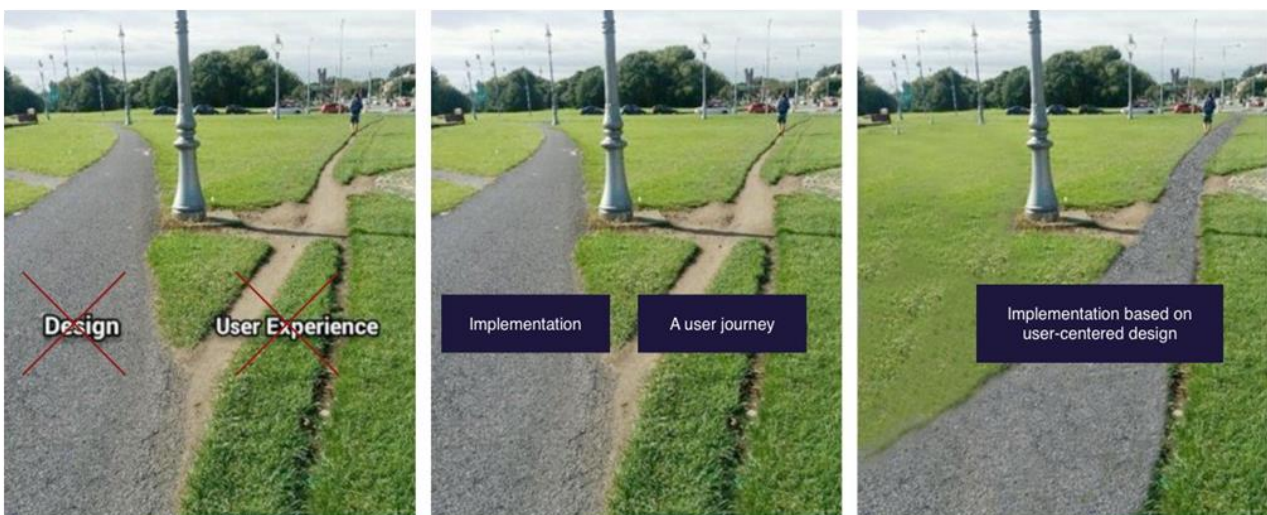 Design
User Experience
Implementation
A user journey
Implementation based on
user-centered design